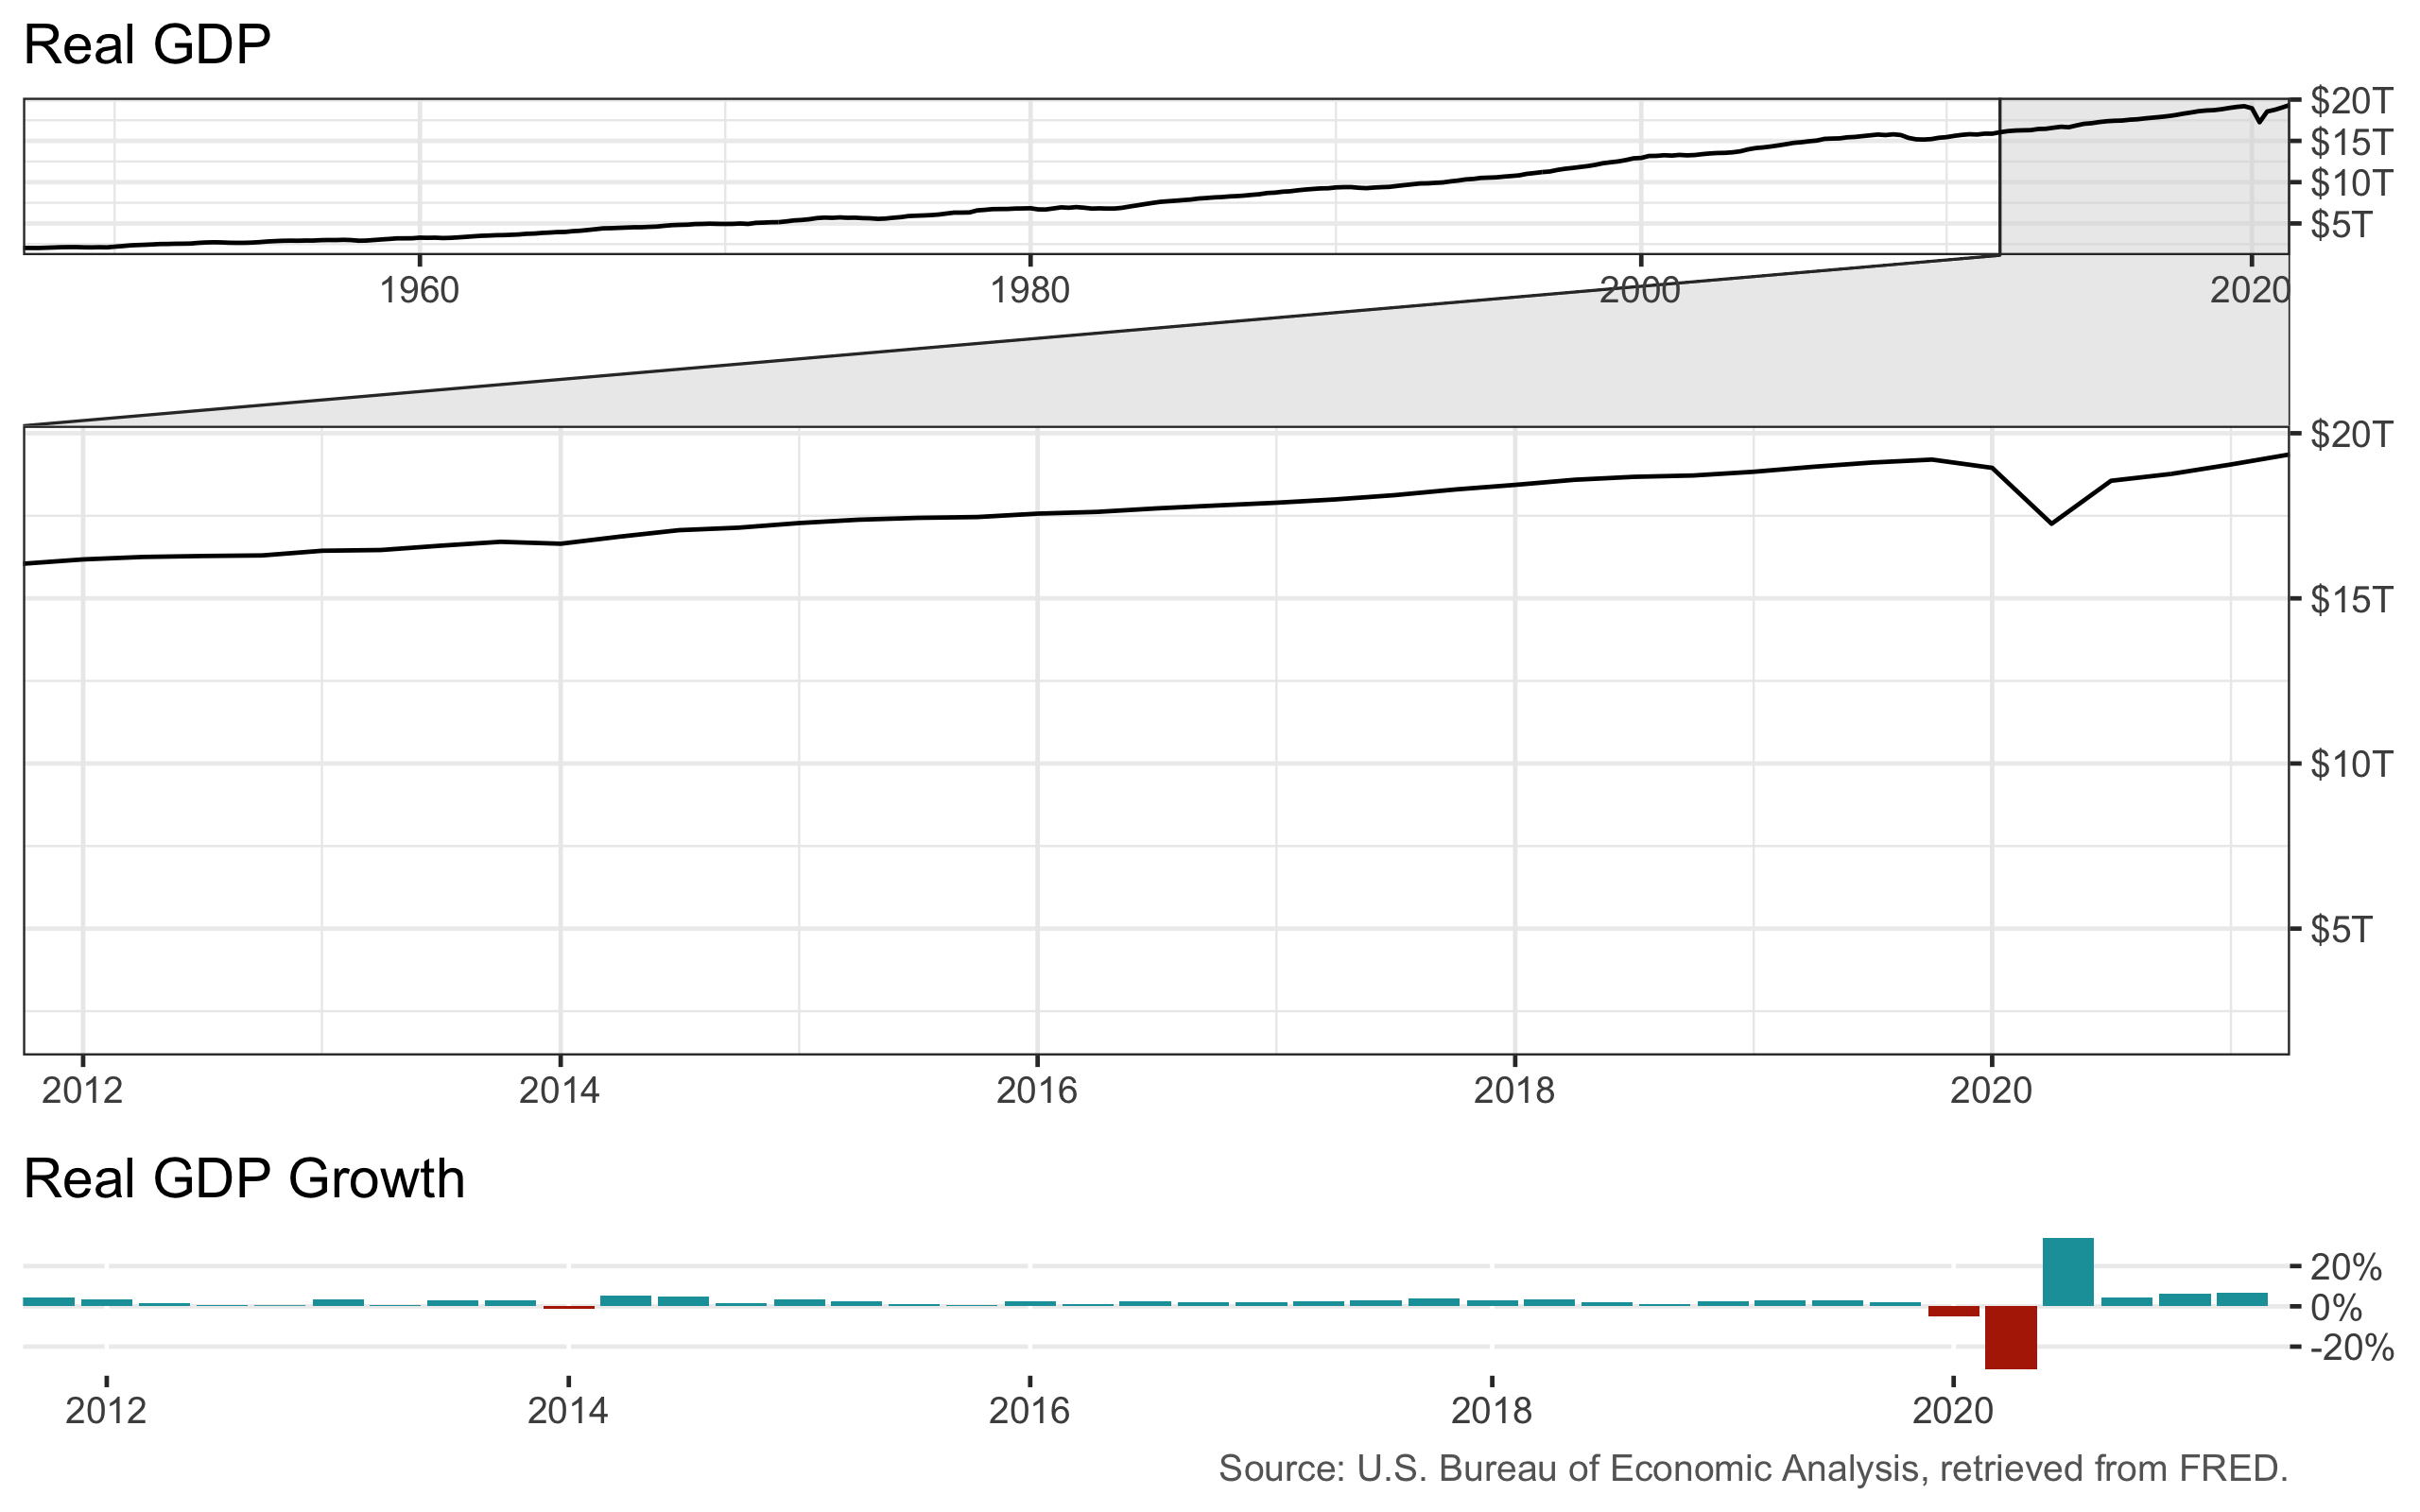 Real GDP
$20T
$15T
$10T
$5T
1960 1980 2000 2020
$20T
$15T
$10T
$5T
2012 2014 2016 2018 2020
Real GDP Growth
20%
0%
-20%
2012 2014 2016 2018 2020
Source: U.S. Bureau of Economic Analysis, retrieved from FRED.